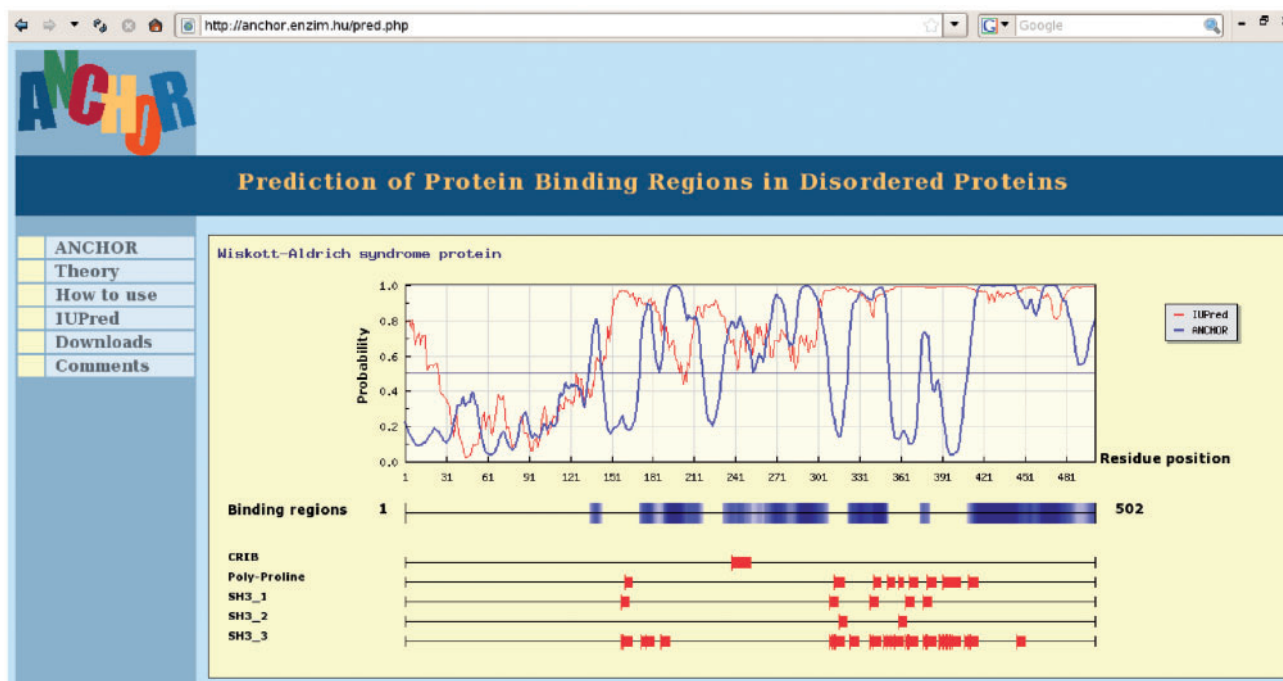 http://anchor.enzim.hu/pred.php
Google
ANCHOR
Prediction of Protein Binding Regions in Disordered Proteins
ANCHOR
Theory
How to use
IUPred
Downloads
Comments
Wiskott-Aldrich syndrome protein
1.0
0.8
0.6
0.4
0.2
0.0
Probability
1 31 61 91 121 151 181 211 241 271 301 331 361 391 421 451 481
Residue position
IUPred
ANCHOR
Binding regions 1 502
CRIB
Poly-Proline
SH3_1
SH3_2
SH3_3